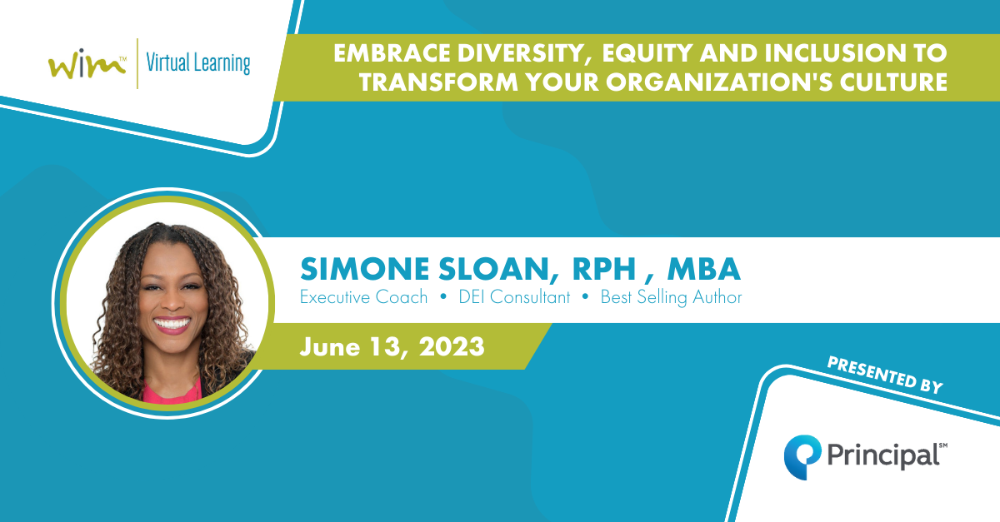 wim™ Virtual Learning
EMBRACE DIVERSITY, EQUITY AND INCLUSION TO
TRANSFORM YOUR ORGANIZATION'S CULTURE
SIMONE SLOAN, RPH , MBA
Executive Coach • DEI Consultant • Best Selling Author
June 13, 2023
PRESENTED BY
Principal℠